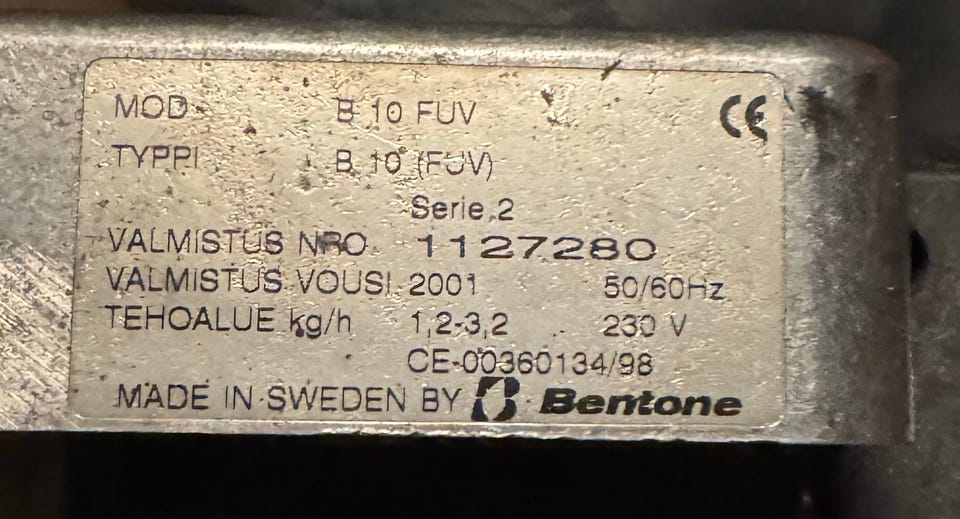 MOD B 10 FUV CE
TYPPI B 10 (FUV)
Serie 2
VALMISTUS NRO 1127280
VALMISTUS VOUSI 2001 50/60Hz
TEHOALUE kg/h 1,2-3,2 230 V
CE-00360134/98
MADE IN SWEDEN BY Bentone